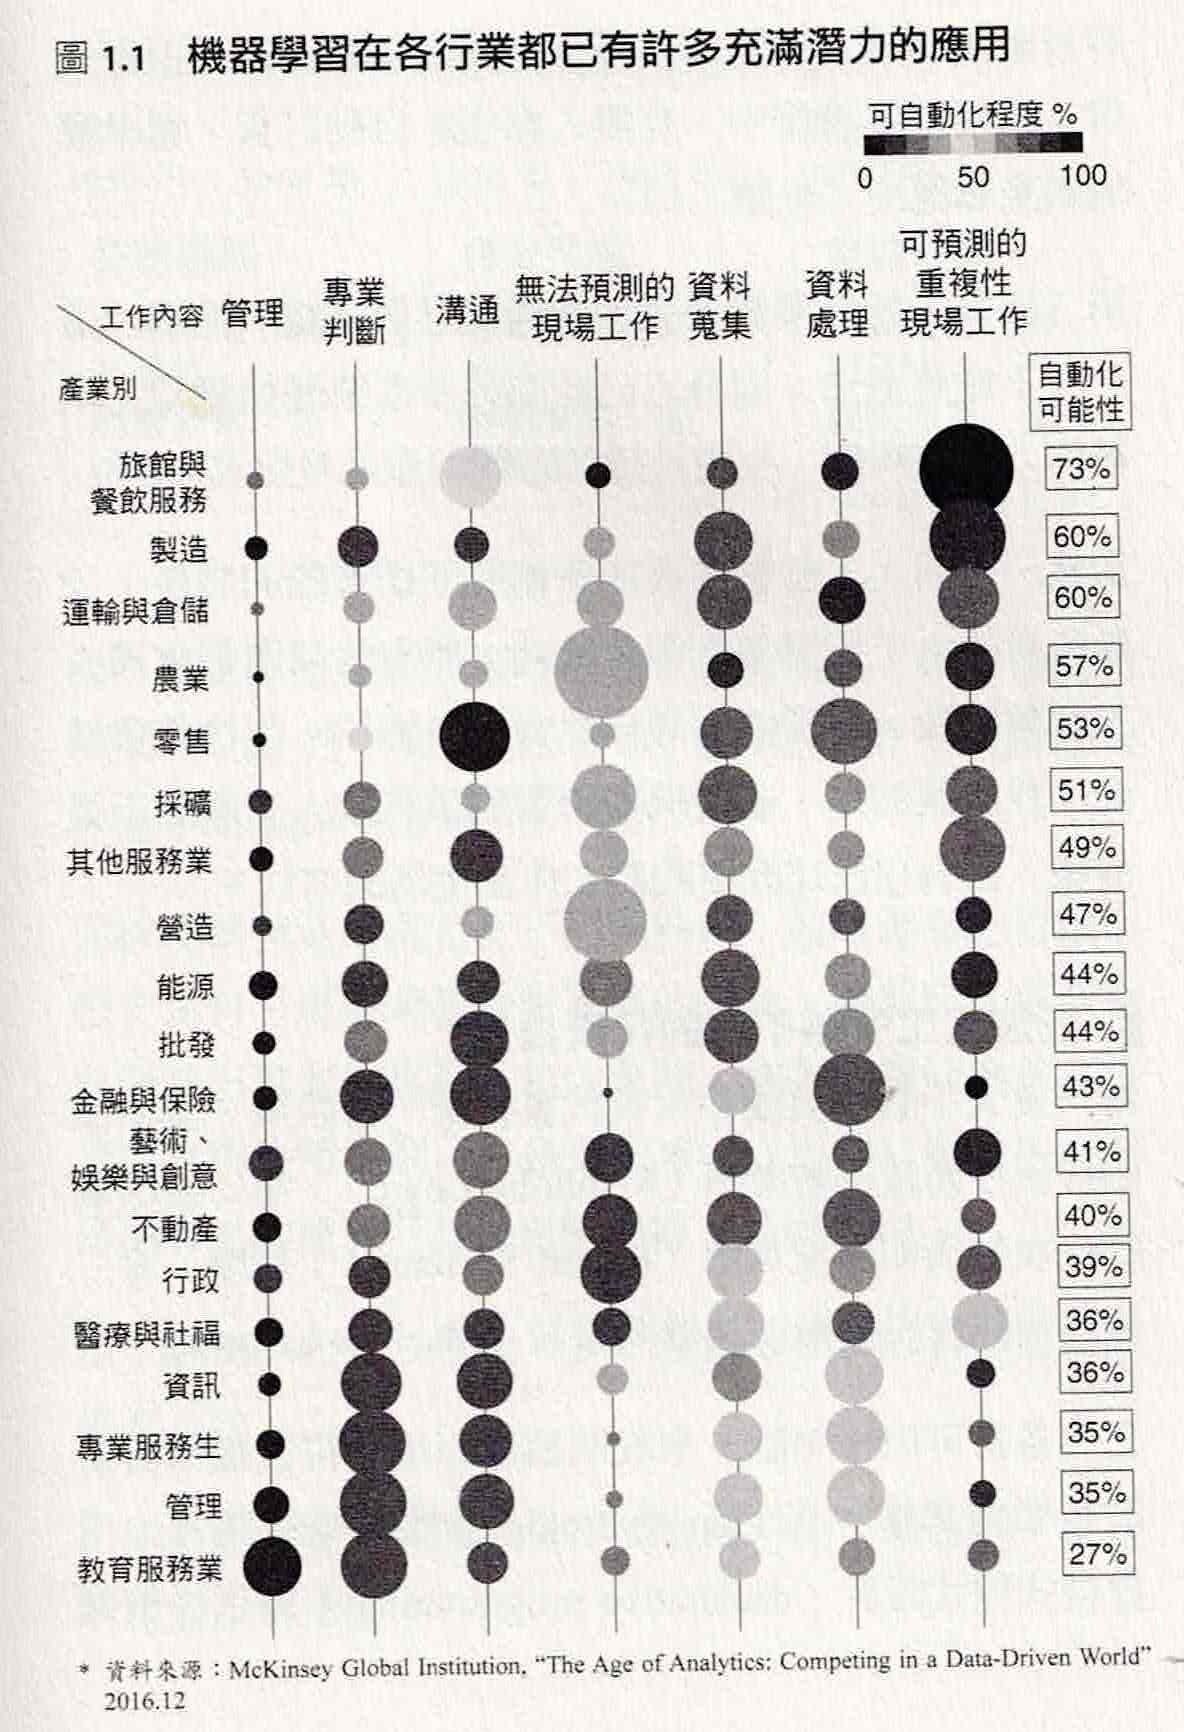 圖 1.1 機器學習在各行業都已有許多充滿潛力的應用
可自動化程度 %
0 50 100
工作內容
產業別
管理
專業
判斷
溝通
無法預測的
現場工作
資料
蒐集
資料
處理
可預測的
重複性
現場工作
自動化
可能性
旅館與
餐飲服務
73%
製造
60%
運輸與倉儲
60%
農業
57%
零售
53%
採礦
51%
其他服務業
49%
營造
47%
能源
44%
批發
44%
金融與保險
43%
藝術、
娛樂與創意
41%
不動產
40%
行政
39%
醫療與社福
36%
資訊
36%
專業服務生
35%
管理
35%
教育服務業
27%
* 資料來源：McKinsey Global Institution, “The Age of Analytics: Competing in a Data-Driven World”
2016.12